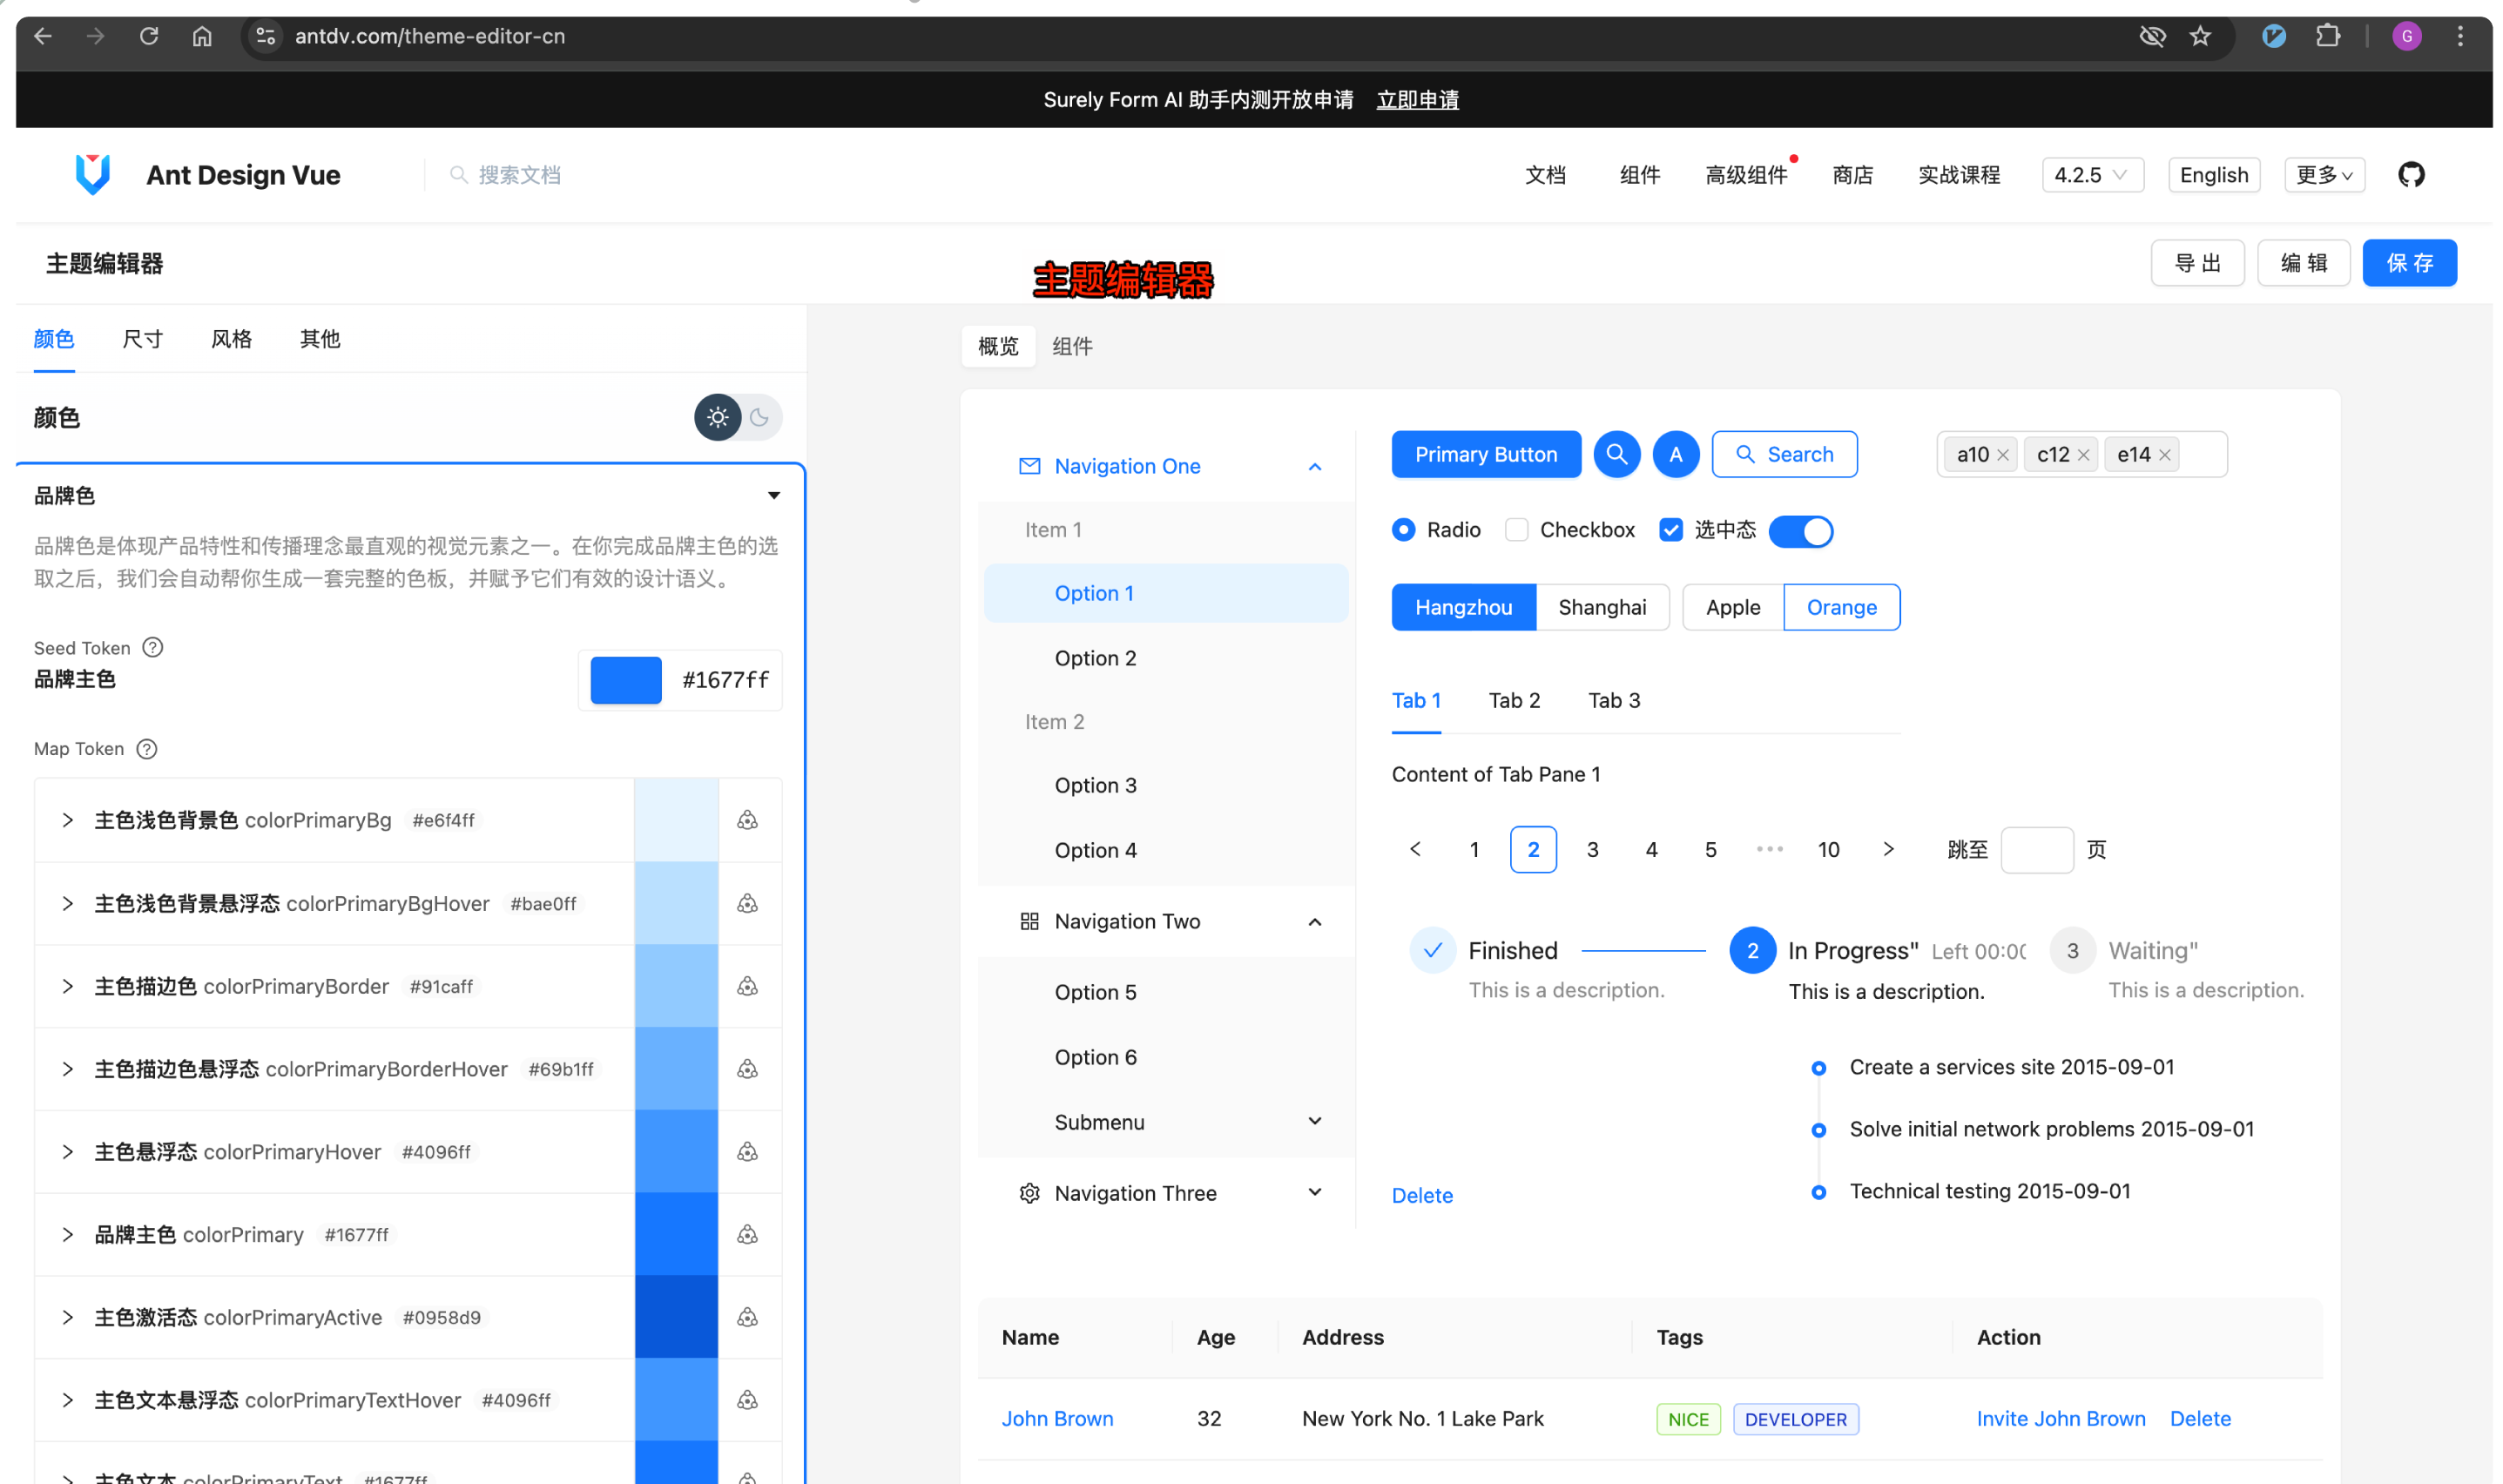 antdv.com/theme-editor-cn
G
Surely Form AI 助手内测开放申请 立即申请
Ant Design Vue 搜索文档 文档 组件 高级组件 商店 实战课程 4.2.5 English 更多
主题编辑器 导出 编辑 保存
主题编辑器
颜色 尺寸 风格 其他
颜色
品牌色
品牌色是体现产品特性和传播理念最直观的视觉元素之一。在你完成品牌主色的选
取之后，我们会自动帮你生成一套完整的色板，并赋予它们有效的设计语义。
Seed Token
品牌主色 #1677ff
Map Token
主色浅色背景色 colorPrimaryBg #e6f4ff
主色浅色背景悬浮态 colorPrimaryBgHover #bae0ff
主色描边色 colorPrimaryBorder #91caff
主色描边色悬浮态 colorPrimaryBorderHover #69b1ff
主色悬浮态 colorPrimaryHover #4096ff
品牌主色 colorPrimary #1677ff
主色激活态 colorPrimaryActive #0958d9
主色文本悬浮态 colorPrimaryTextHover #4096ff
主色文本 colorPrimaryText #1677ff
概览 组件
Navigation One
Item 1
Option 1
Option 2
Item 2
Option 3
Option 4
Navigation Two
Option 5
Option 6
Submenu
Navigation Three
Primary Button A Search a10 c12 e14
Radio Checkbox 选中态
Hangzhou Shanghai Apple Orange
Tab 1 Tab 2 Tab 3
Content of Tab Pane 1
1 2 3 4 5 ••• 10 跳至 页
Finished 2 In Progress" Left 00:00 3 Waiting"
This is a description. This is a description. This is a description.
Create a services site 2015-09-01
Solve initial network problems 2015-09-01
Technical testing 2015-09-01
Delete
Name Age Address Tags Action
John Brown 32 New York No. 1 Lake Park NICE DEVELOPER Invite John Brown Delete